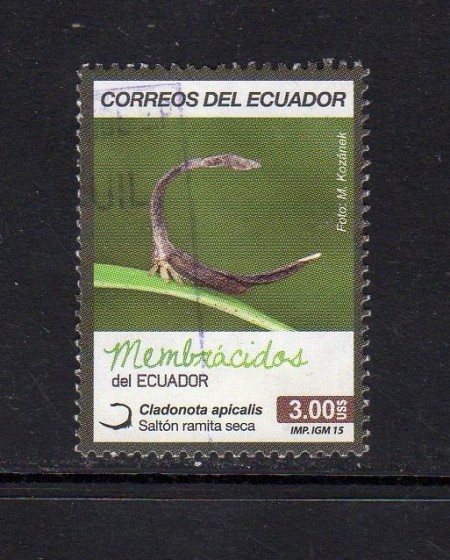 CORREOS DEL ECUADOR
UIL
Foto: M. Kozánek
Membrácidos
del ECUADOR
Cladonota apicalis
Saltón ramita seca
3.00 US$
IMP. IGM 15